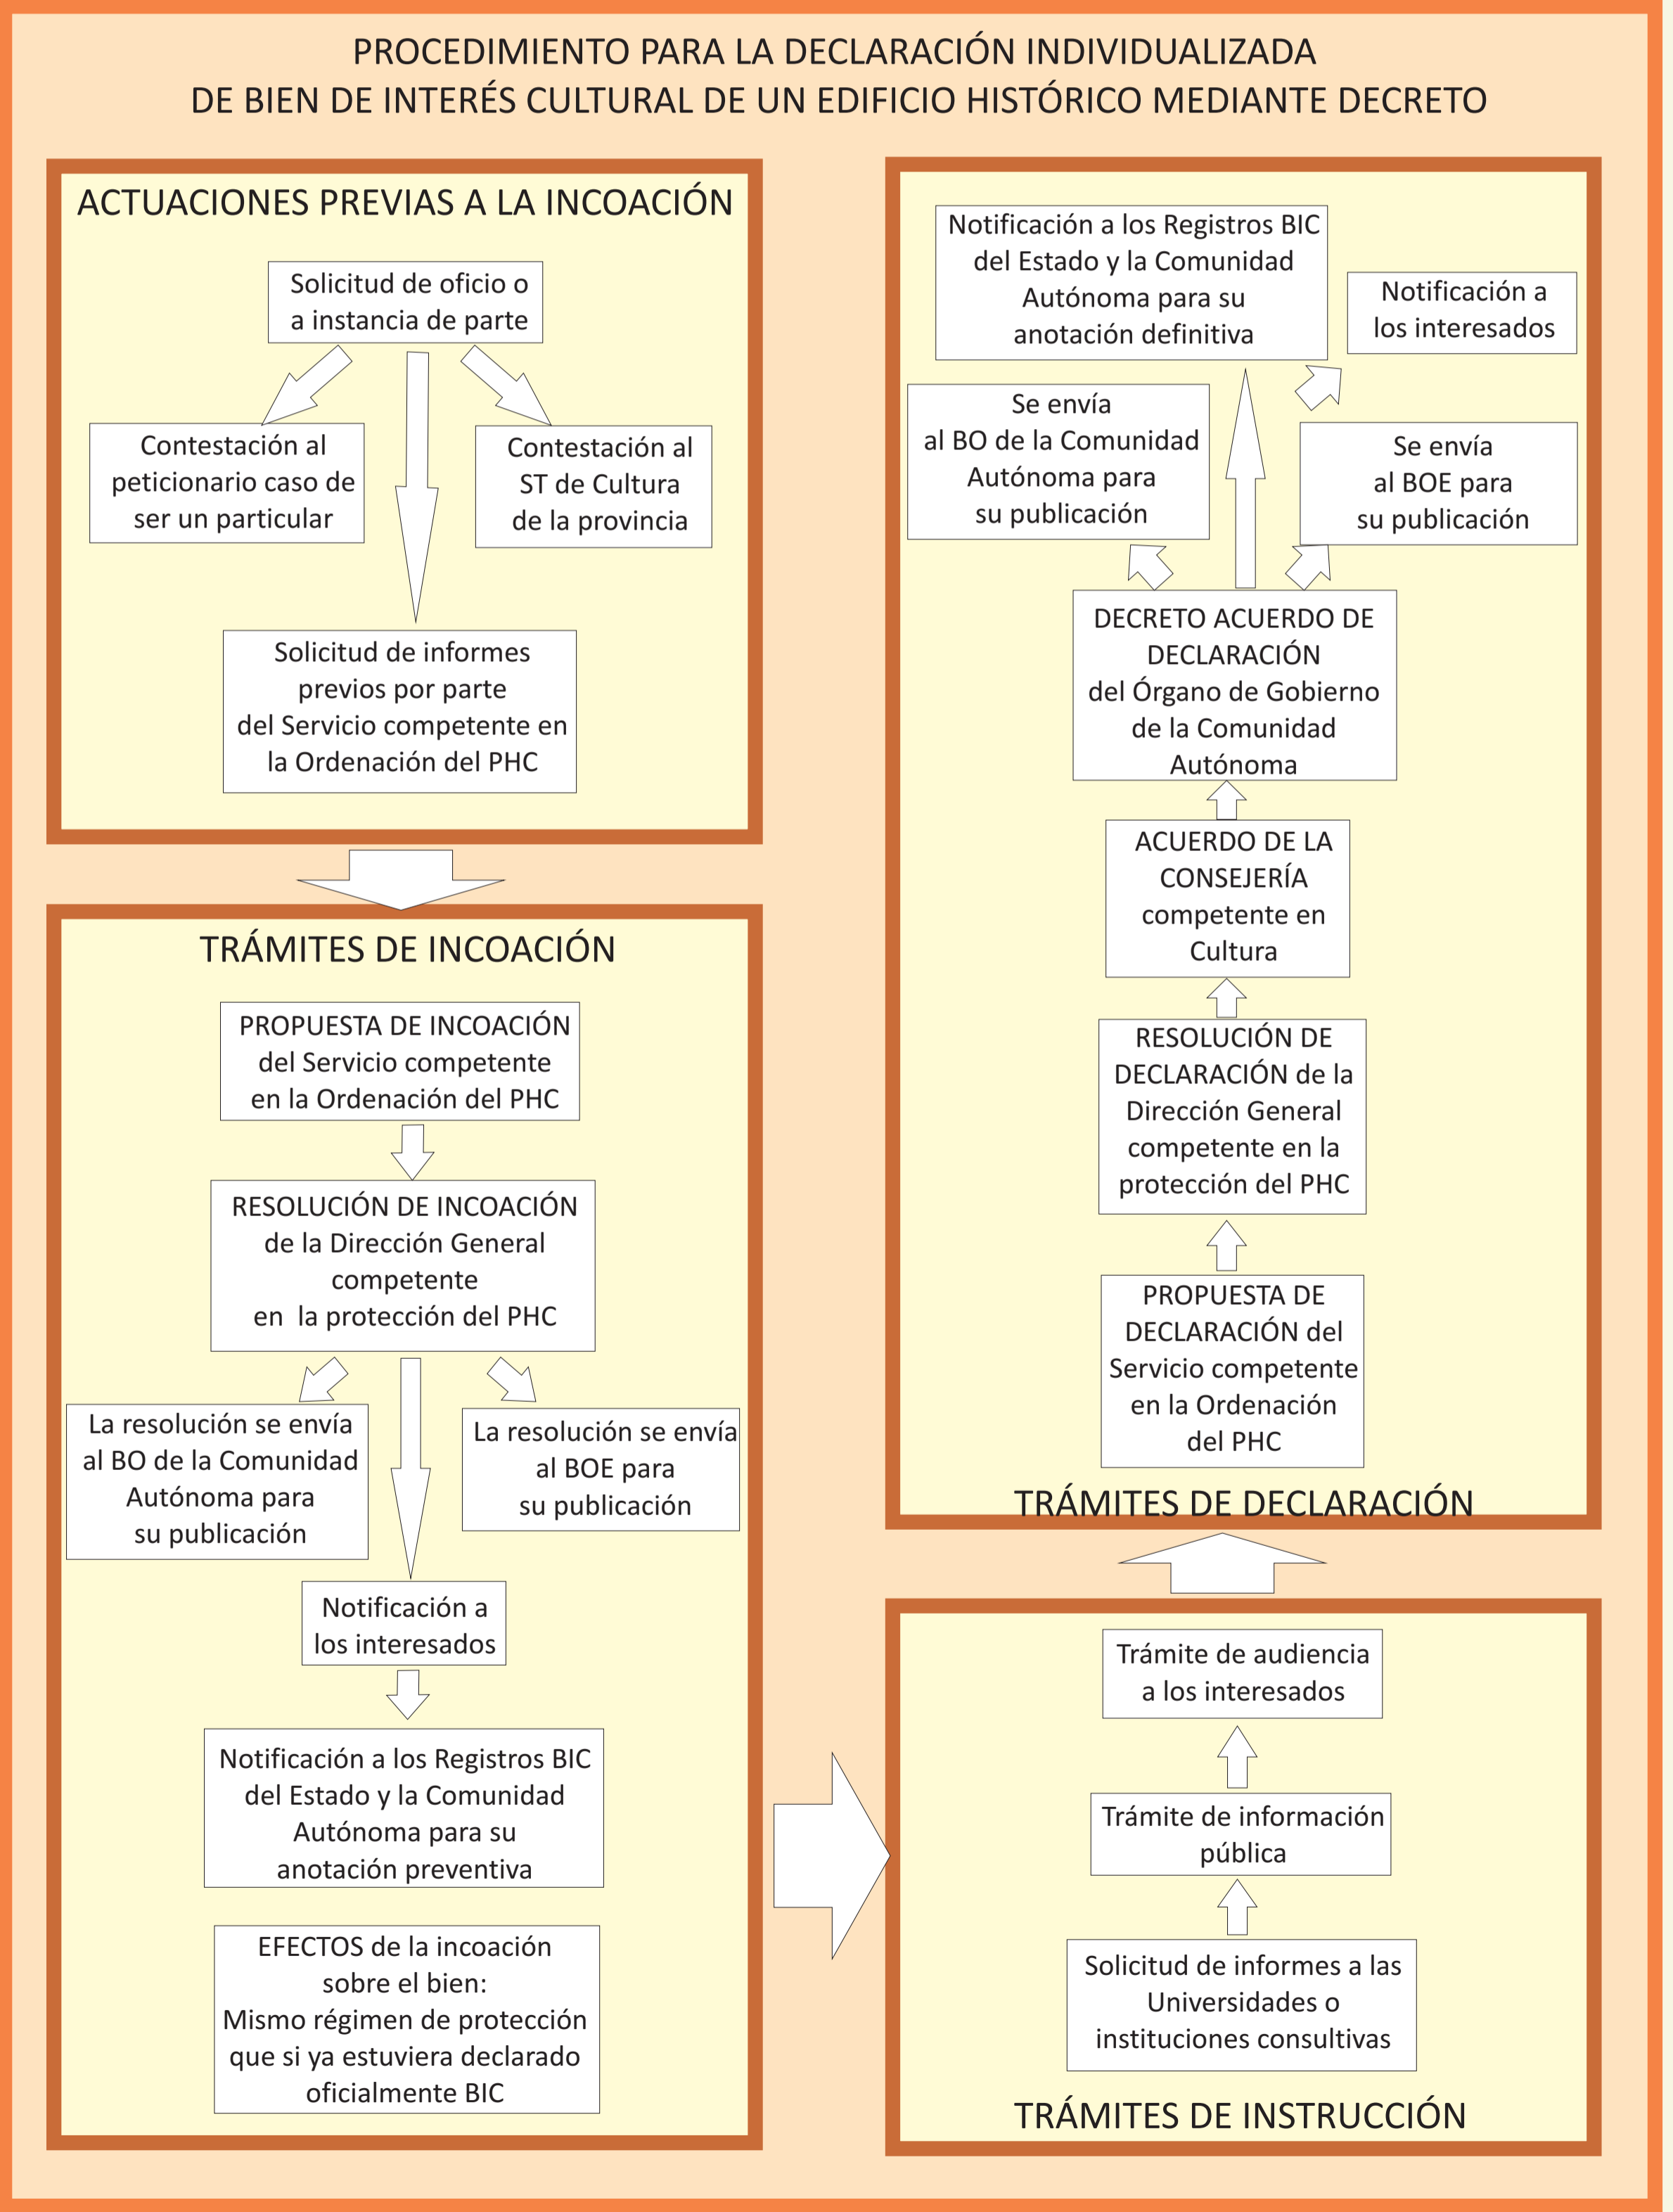 PROCEDIMIENTO PARA LA DECLARACIÓN INDIVIDUALIZADA
DE BIEN DE INTERÉS CULTURAL DE UN EDIFICIO HISTÓRICO MEDIANTE DECRETO
ACTUACIONES PREVIAS A LA INCOACIÓN
Solicitud de oficio o
a instancia de parte
Contestación al
peticionario caso de
ser un particular
Contestación al
ST de Cultura
de la provincia
Solicitud de informes
previos por parte
del Servicio competente en
la Ordenación del PHC
TRÁMITES DE INCOACIÓN
PROPUESTA DE INCOACIÓN
del Servicio competente
en la Ordenación del PHC
RESOLUCIÓN DE INCOACIÓN
de la Dirección General
competente
en la protección del PHC
La resolución se envía
al BO de la Comunidad
Autónoma para
su publicación
La resolución se envía
al BOE para
su publicación
Notificación a
los interesados
Notificación a los Registros BIC
del Estado y la Comunidad
Autónoma para su
anotación preventiva
EFECTOS de la incoación
sobre el bien:
Mismo régimen de protección
que si ya estuviera declarado
oficialmente BIC
Notificación a los Registros BIC
del Estado y la Comunidad
Autónoma para su
anotación definitiva
Notificación a
los interesados
Se envía
al BO de la Comunidad
Autónoma para
su publicación
Se envía
al BOE para
su publicación
DECRETO ACUERDO DE
DECLARACIÓN
del Órgano de Gobierno
de la Comunidad
Autónoma
ACUERDO DE LA
CONSEJERÍA
competente en
Cultura
RESOLUCIÓN DE
DECLARACIÓN de la
Dirección General
competente en la
protección del PHC
PROPUESTA DE
DECLARACIÓN del
Servicio competente
en la Ordenación
del PHC
TRÁMITES DE DECLARACIÓN
Trámite de audiencia
a los interesados
Trámite de información
pública
Solicitud de informes a las
Universidades o
instituciones consultivas
TRÁMITES DE INSTRUCCIÓN